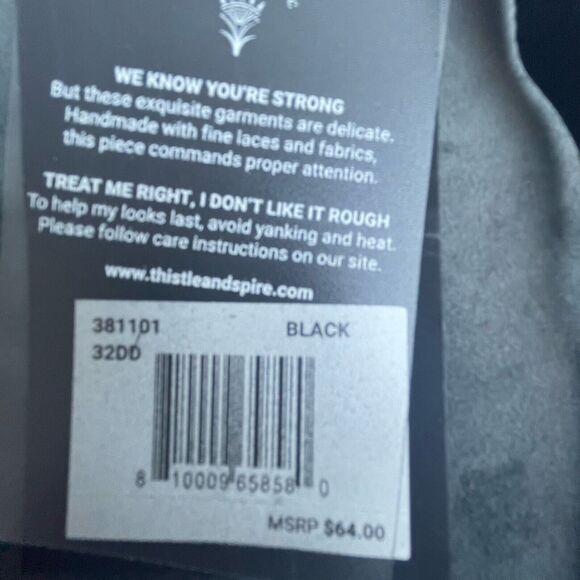 WE KNOW YOU'RE STRONG
But these exquisite garments are delicate.
Handmade with fine laces and fabrics,
this piece commands proper attention.
TREAT ME RIGHT, I DON'T LIKE IT ROUGH
To help my looks last, avoid yanking and heat.
Please follow care instructions on our site.
www.thistleandspire.com
381101 BLACK
32DD
8 10009 65858 0
MSRP $64.00